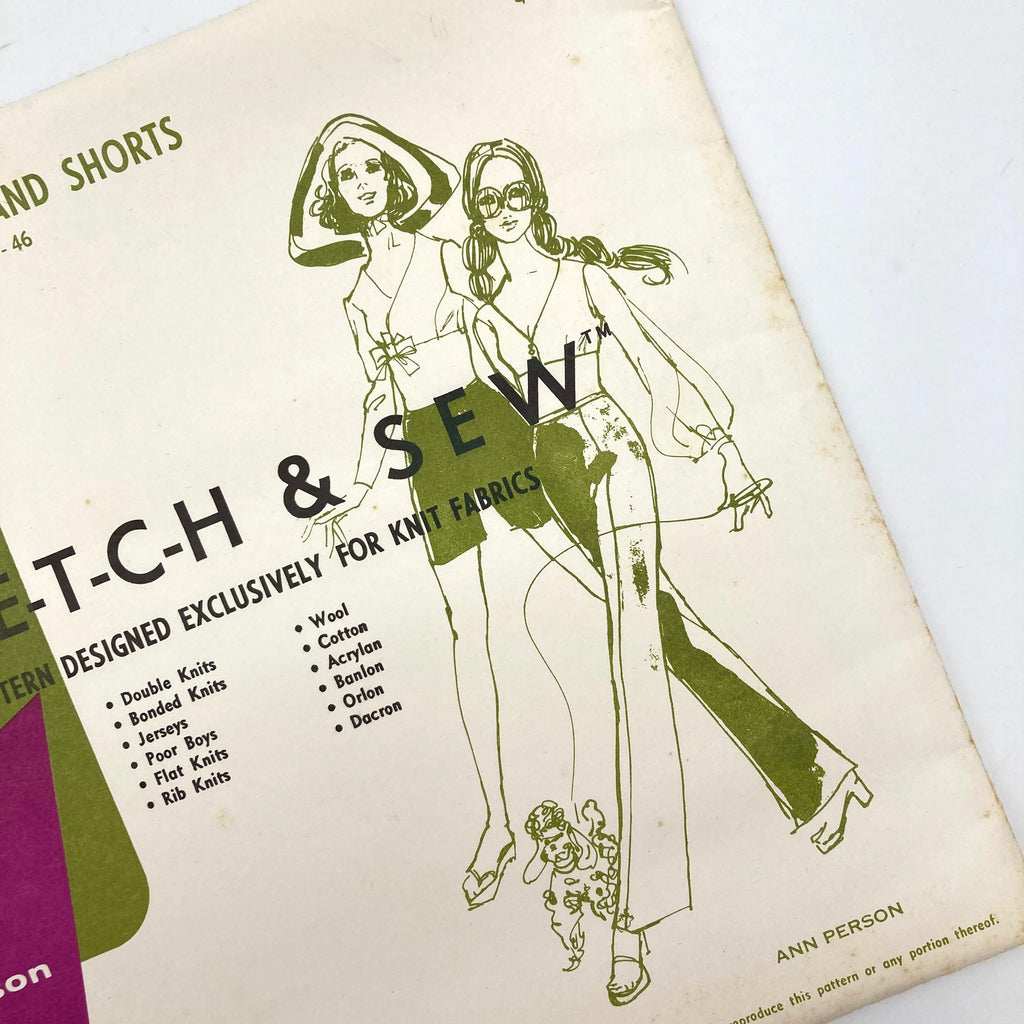 AND SHORTS
- 46
E-T-C-H & SEW™
TERN DESIGNED EXCLUSIVELY FOR KNIT FABRICS
• Double Knits
• Bonded Knits
• Jerseys
• Poor Boys
• Flat Knits
• Rib Knits
• Wool
• Cotton
• Acrylan
• Banlon
• Orlon
• Dacron
son
ANN PERSON
reproduce this pattern or any portion thereof.